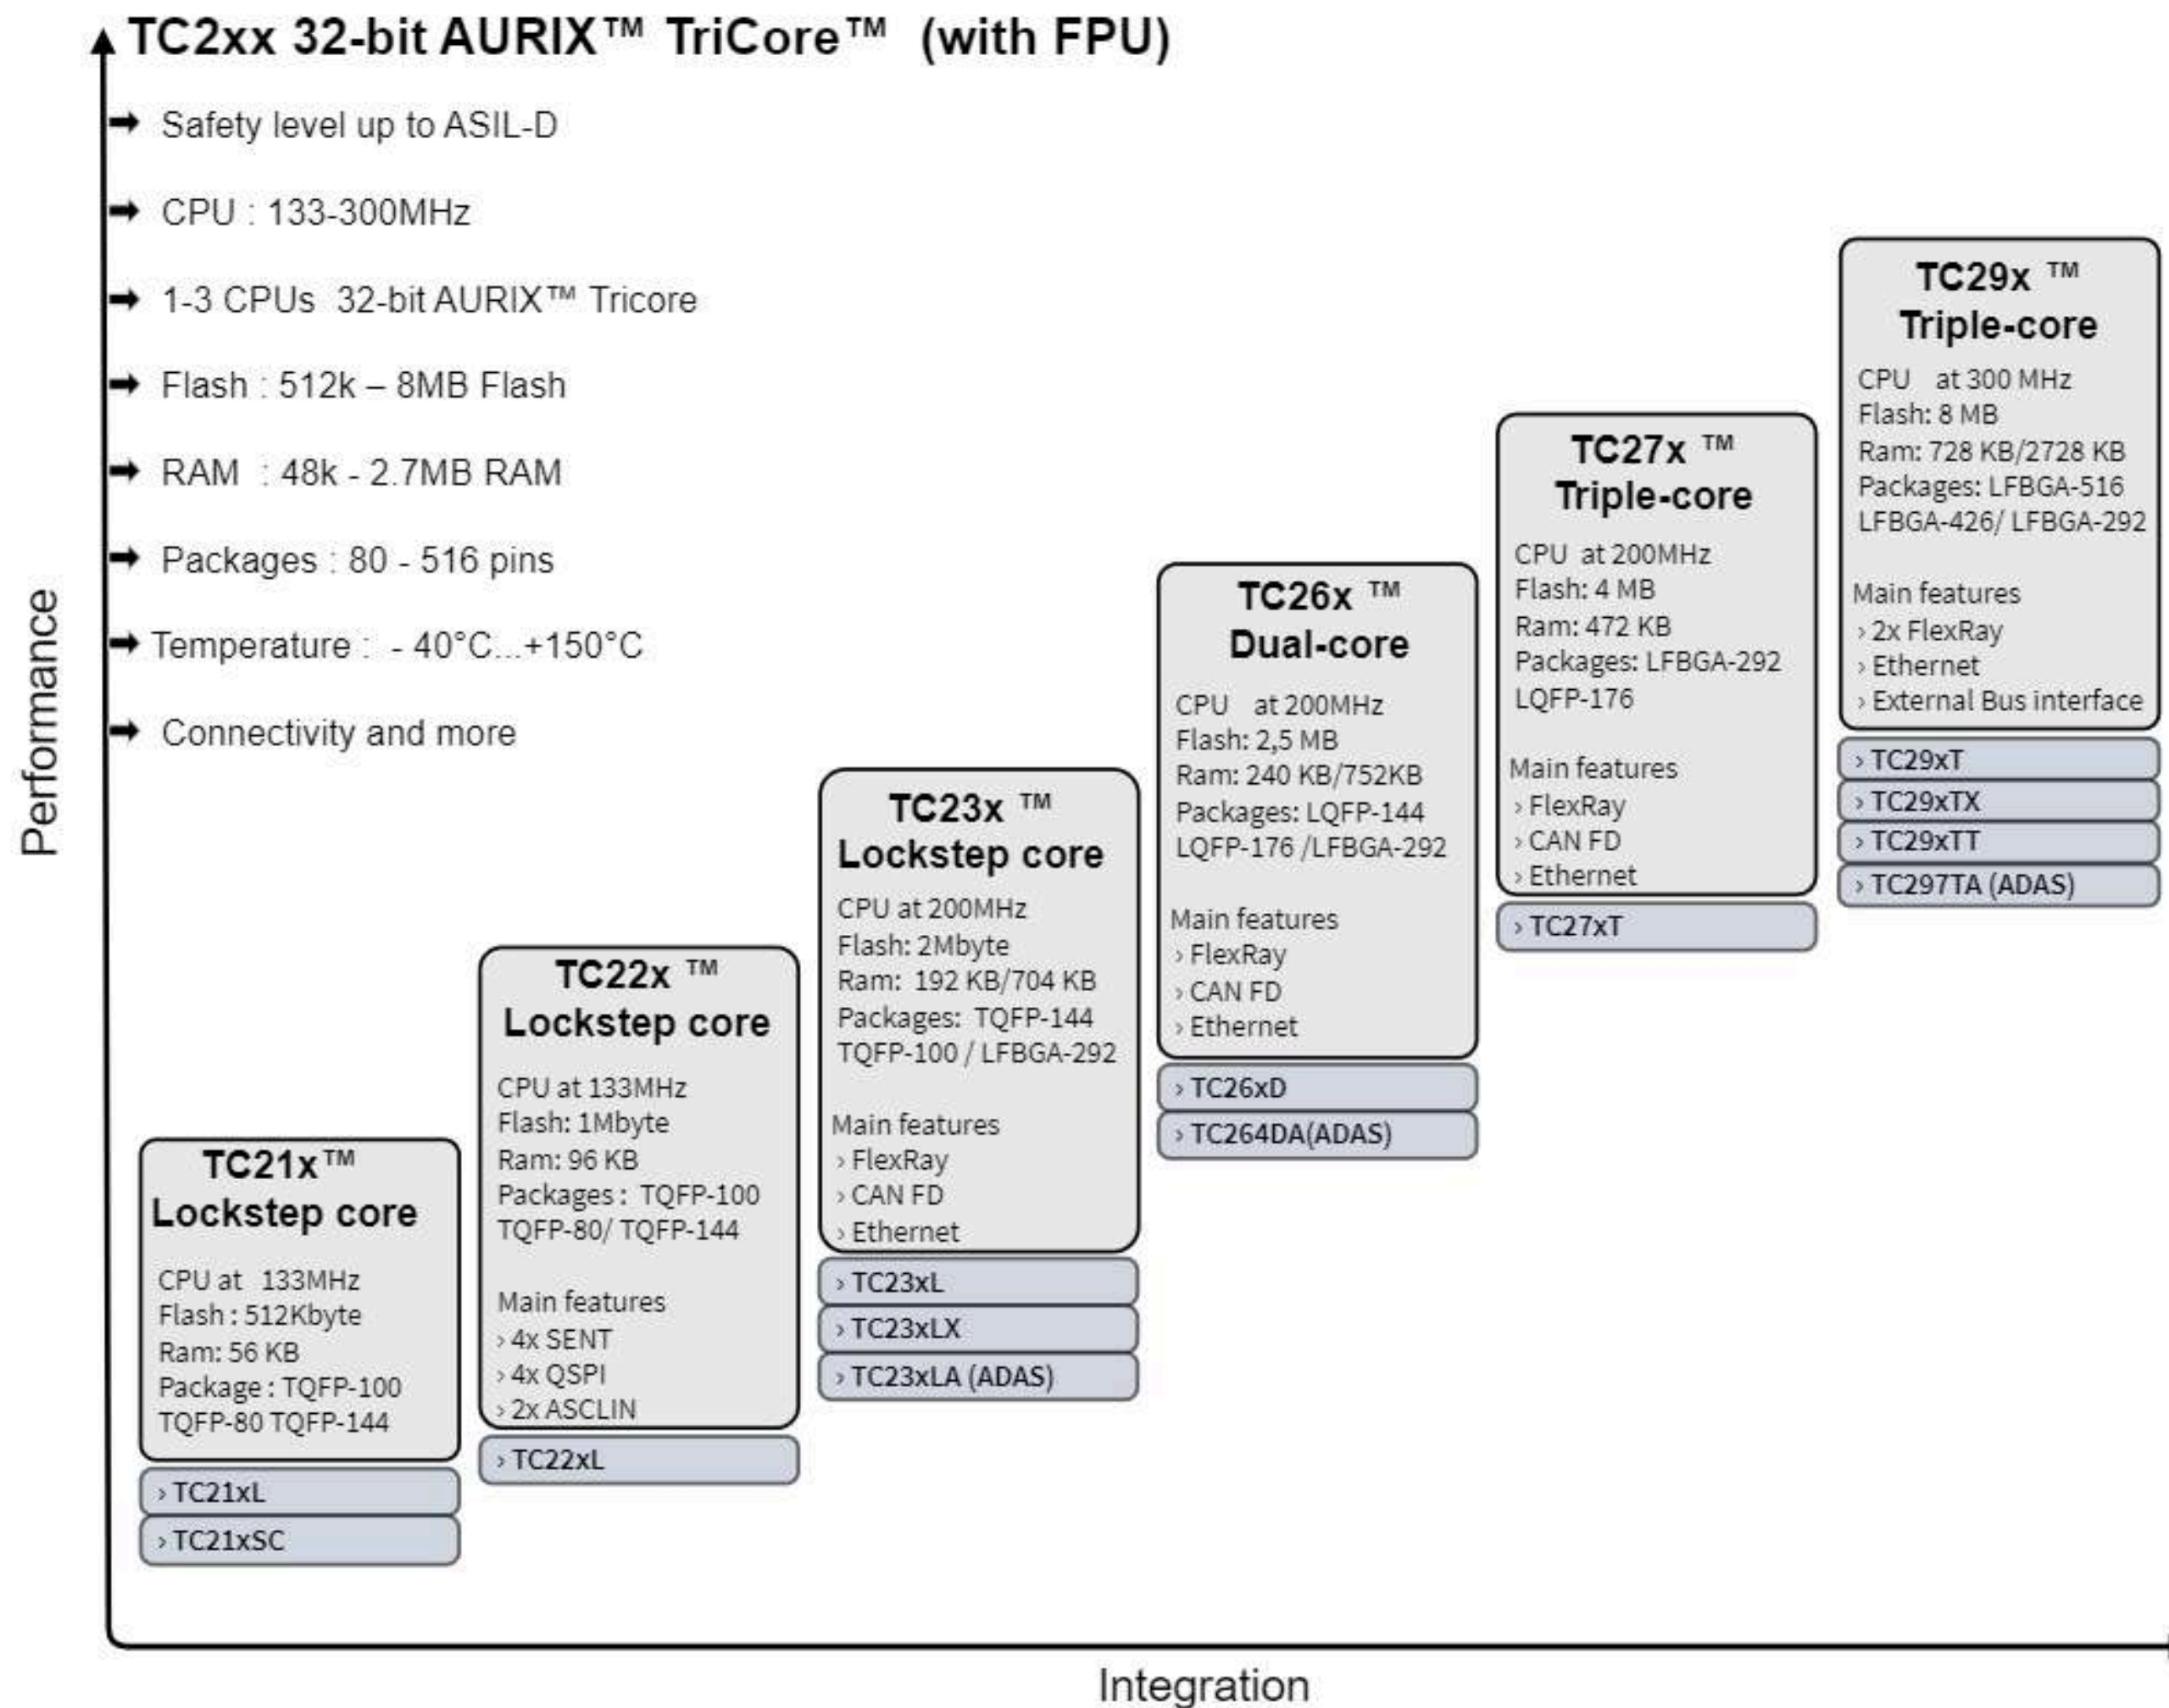 TC2xx 32-bit AURIX™ TriCore™ (with FPU)
Safety level up to ASIL-D
CPU : 133-300MHz
1-3 CPUs 32-bit AURIX™ Tricore
Flash : 512k – 8MB Flash
RAM : 48k - 2.7MB RAM
Packages : 80 - 516 pins
Temperature : - 40°C...+150°C
Connectivity and more
Performance
TC21x™
Lockstep core
CPU at 133MHz
Flash : 512Kbyte
Ram: 56 KB
Package : TQFP-100
TQFP-80 TQFP-144
› TC21xL
› TC21xSC
TC22x ™
Lockstep core
CPU at 133MHz
Flash: 1Mbyte
Ram: 96 KB
Packages : TQFP-100
TQFP-80/ TQFP-144
Main features
› 4x SENT
› 4x QSPI
› 2x ASCLIN
› TC22xL
TC23x ™
Lockstep core
CPU at 200MHz
Flash: 2Mbyte
Ram: 192 KB/704 KB
Packages: TQFP-144
TQFP-100 / LFBGA-292
Main features
› FlexRay
› CAN FD
› Ethernet
› TC23xL
› TC23xLX
› TC23xLA (ADAS)
TC26x ™
Dual-core
CPU at 200MHz
Flash: 2,5 MB
Ram: 240 KB/752KB
Packages: LQFP-144
LQFP-176 /LFBGA-292
Main features
› FlexRay
› CAN FD
› Ethernet
› TC26xD
› TC264DA(ADAS)
TC27x ™
Triple-core
CPU at 200MHz
Flash: 4 MB
Ram: 472 KB
Packages: LFBGA-292
LQFP-176
Main features
› FlexRay
› CAN FD
› Ethernet
› TC27xT
TC29x ™
Triple-core
CPU at 300 MHz
Flash: 8 MB
Ram: 728 KB/2728 KB
Packages: LFBGA-516
LFBGA-426/ LFBGA-292
Main features
› 2x FlexRay
› Ethernet
› External Bus interface
› TC29xT
› TC29xTX
› TC29xTT
› TC297TA (ADAS)
Integration